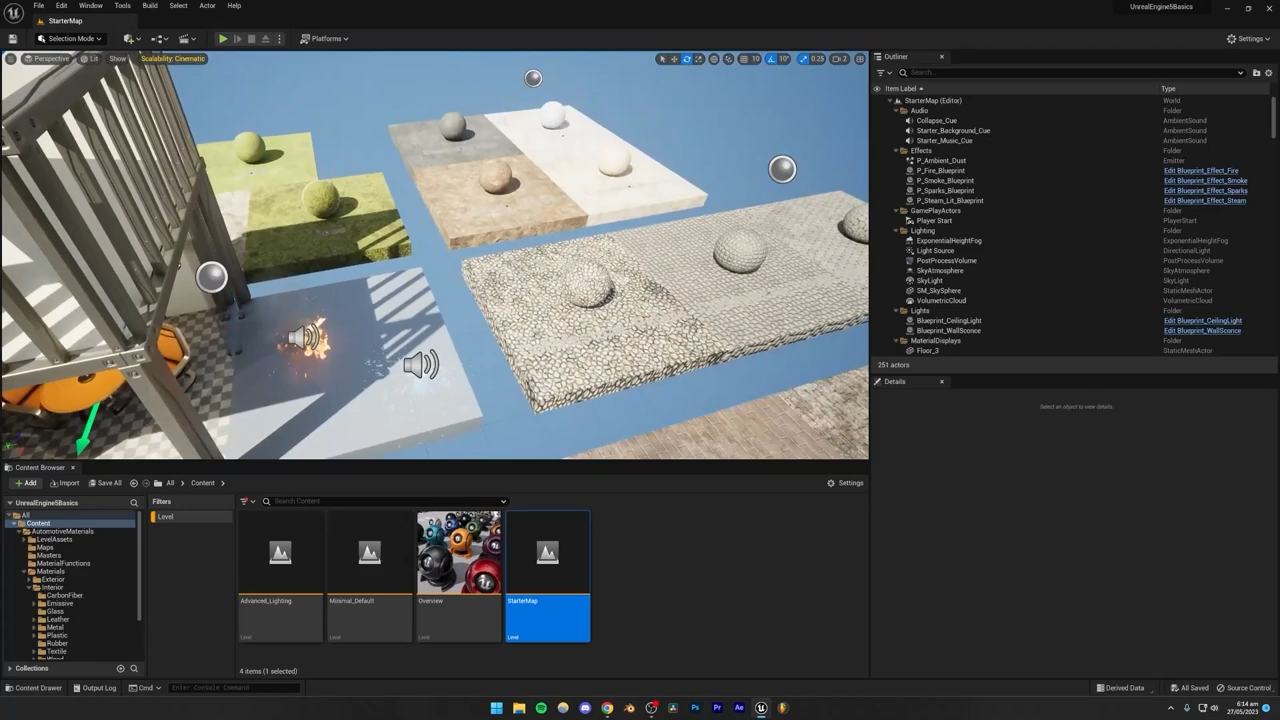 File Edit Window Tools Build Select Actor Help
UnrealEngine5Basics
StarterMap
Selection Mode
Platforms
Settings
Perspective Lit Show Scalability: Cinematic
10 10° 0.25 2
Outliner
Search...
Item Label Type
StarterMap (Editor) World
Audio Folder
Collapse_Cue AmbientSound
Starter_Background_Cue AmbientSound
Starter_Music_Cue AmbientSound
Effects Folder
P_Ambient_Dust Emitter
P_Fire_Blueprint Edit Blueprint_Effect_Fire
P_Smoke_Blueprint Edit Blueprint_Effect_Smoke
P_Sparks_Blueprint Edit Blueprint_Effect_Sparks
P_Steam_Lit_Blueprint Edit Blueprint_Effect_Steam
GamePlayActors Folder
Player Start PlayerStart
Lighting Folder
ExponentialHeightFog ExponentialHeightFog
Light Source DirectionalLight
PostProcessVolume PostProcessVolume
SkyAtmosphere SkyAtmosphere
SkyLight SkyLight
SM_SkySphere StaticMeshActor
VolumetricCloud VolumetricCloud
Lights Folder
Blueprint_CeilingLight Edit Blueprint_CeilingLight
Blueprint_WallSconce Edit Blueprint_WallSconce
MaterialDisplays Folder
Floor_3 StaticMeshActor
251 actors
Details
Select an object to view details.
Content Browser
Add Import Save All All Content Settings
UnrealEngine5Basics
All
Content
AutomotiveMaterials
LevelAssets
Maps
Masters
MaterialFunctions
Materials
Exterior
Interior
CarbonFiber
Emissive
Glass
Leather
Metal
Plastic
Rubber
Textile
Collections
Filters
Level
Search Content
Advanced_Lighting Minimal_Default Overview StarterMap
Level Level Level Level
4 items (1 selected)
Content Drawer Output Log Cmd Enter Console Command Derived Data All Saved Source Control
6:14 am
27/05/2023